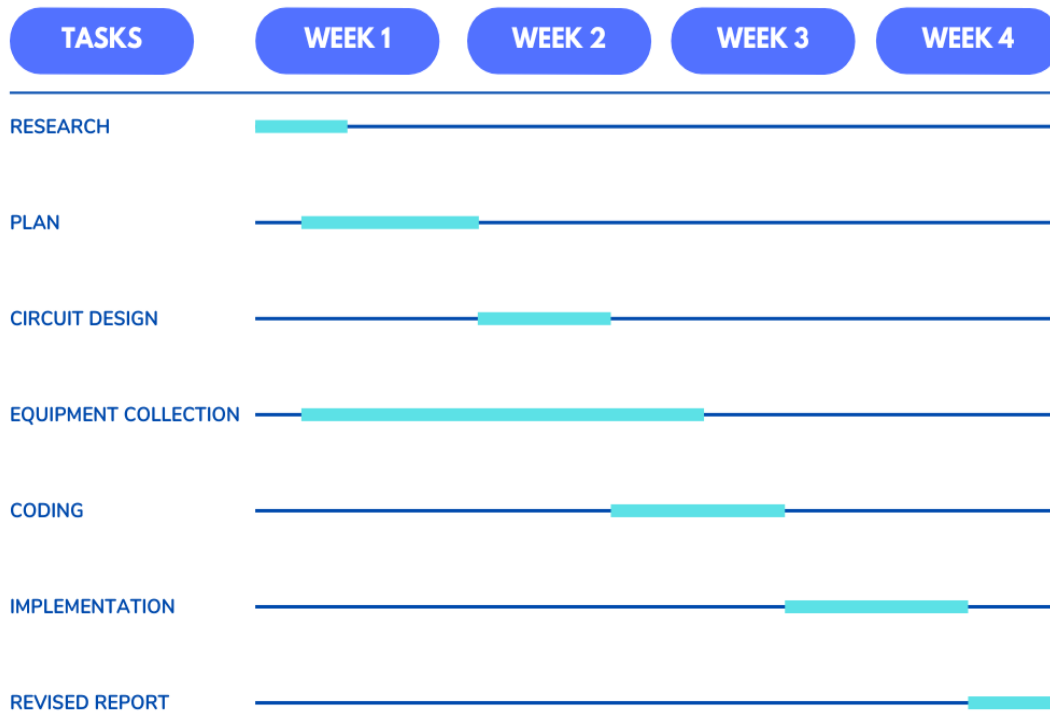 TASKS
WEEK 1
WEEK 2
WEEK 3
WEEK 4
RESEARCH
PLAN
CIRCUIT DESIGN
EQUIPMENT COLLECTION
CODING
IMPLEMENTATION
REVISED REPORT